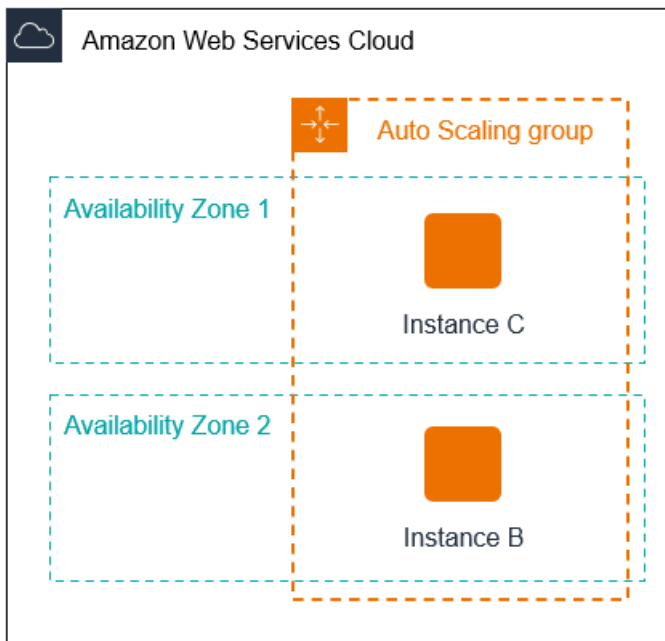 Amazon Web Services Cloud
Auto Scaling group
Availability Zone 1
Instance C
Availability Zone 2
Instance B